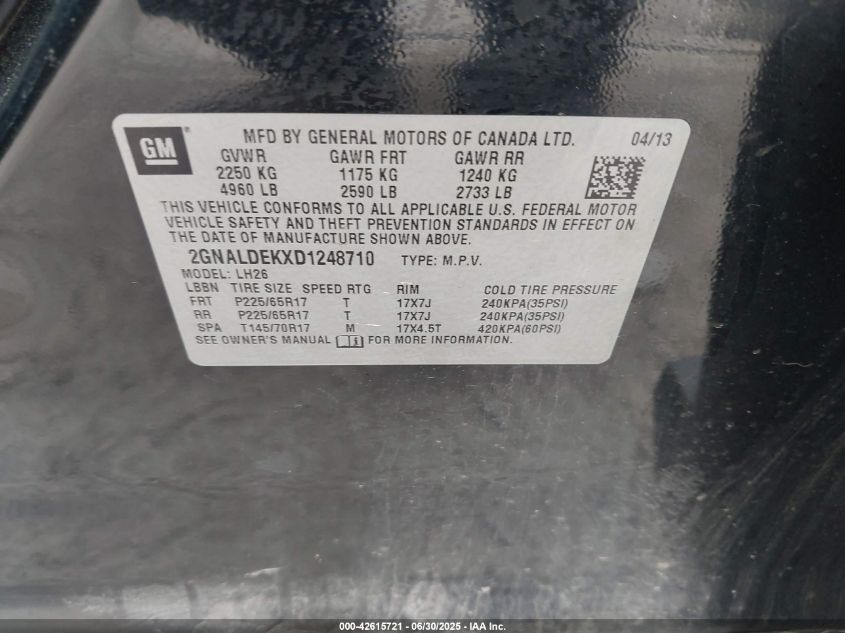 GM ® MFD BY GENERAL MOTORS OF CANADA LTD. 04/13
GVWR GAWR FRT GAWR RR
2250 KG 1175 KG 1240 KG
4960 LB 2590 LB 2733 LB
THIS VEHICLE CONFORMS TO ALL APPLICABLE U.S. FEDERAL MOTOR
VEHICLE SAFETY AND THEFT PREVENTION STANDARDS IN EFFECT ON
THE DATE OF MANUFACTURE SHOWN ABOVE.
2GNALDEKXD1248710 TYPE: M.P.V.
MODEL: LH26
LBBN TIRE SIZE SPEED RTG RIM COLD TIRE PRESSURE
FRT P225/65R17 T 17X7J 240KPA(35PSI)
RR P225/65R17 T 17X7J 240KPA(35PSI)
SPA T145/70R17 M 17X4.5T 420KPA(60PSI)
SEE OWNER'S MANUAL FOR MORE INFORMATION.
000-42615721 - 06/30/2025 - IAA Inc.